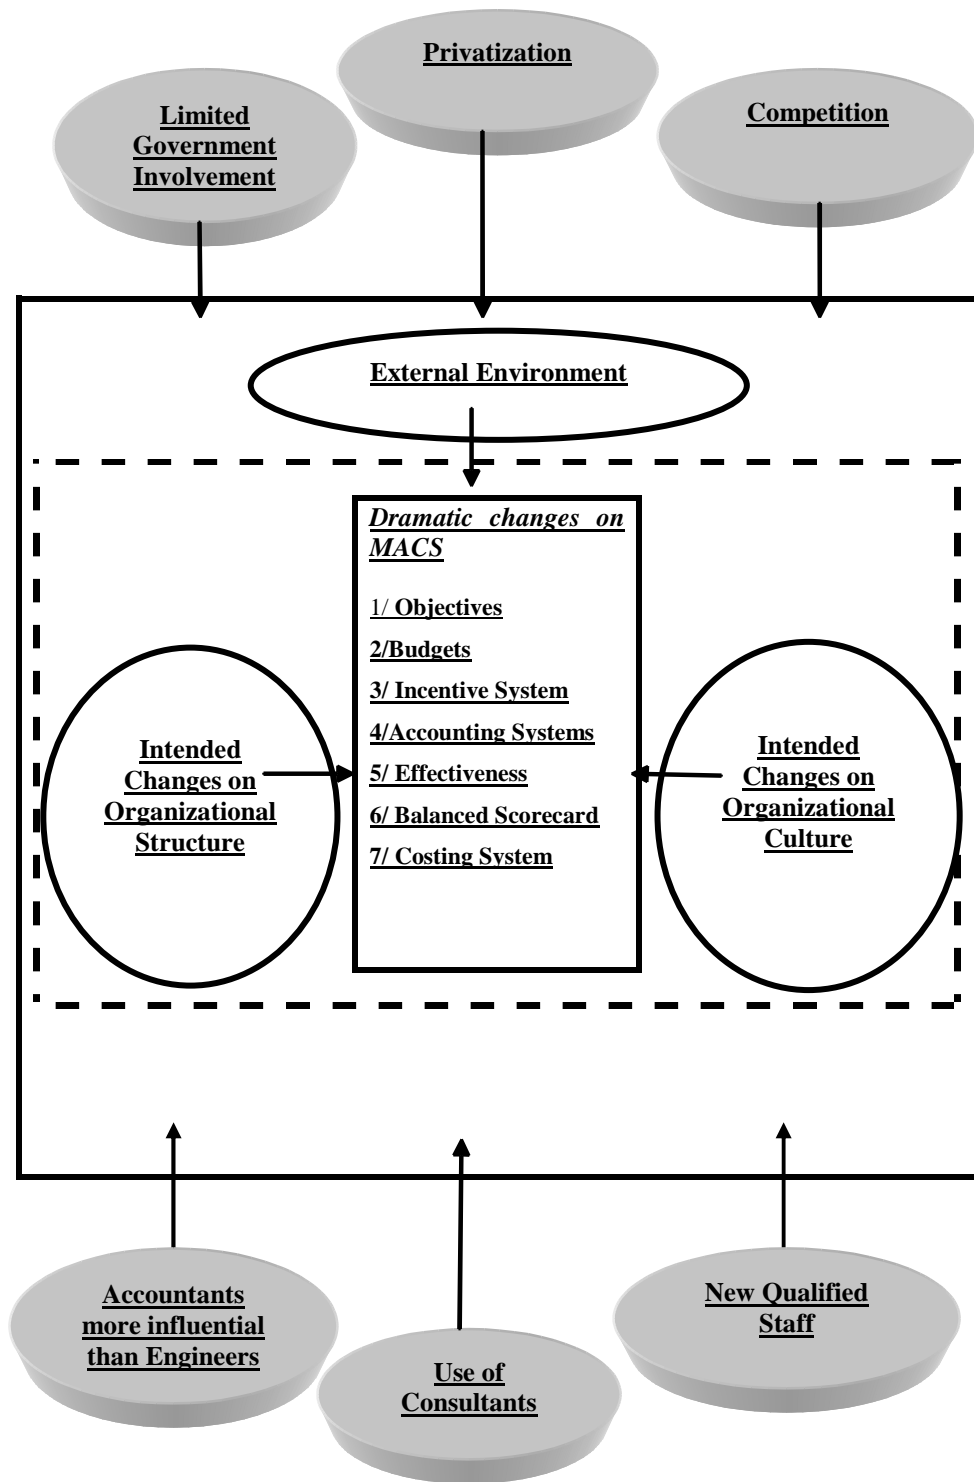 Privatization
Limited
Government
Involvement
Competition
External Environment
Dramatic changes on
MACS
1/ Objectives
2/Budgets
3/ Incentive System
4/Accounting Systems
5/ Effectiveness
6/ Balanced Scorecard
7/ Costing System
Intended
Changes on
Organizational
Structure
Intended
Changes on
Organizational
Culture
Accountants
more influential
than Engineers
Use of
Consultants
New Qualified
Staff